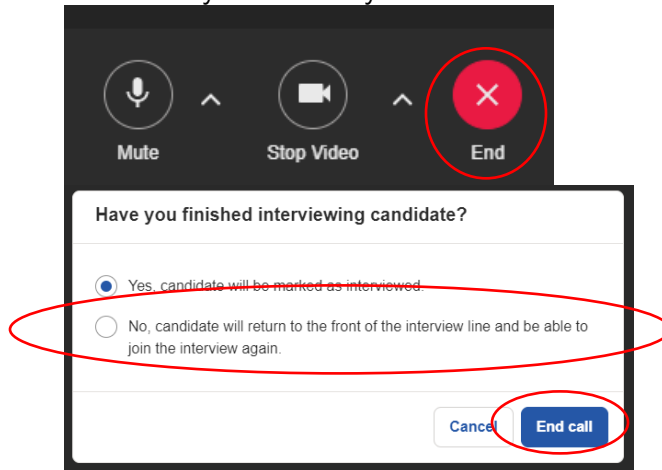 Mute Stop Video End
Have you finished interviewing candidate?
Yes, candidate will be marked as interviewed.
No, candidate will return to the front of the interview line and be able to
join the interview again.
Cancel End call